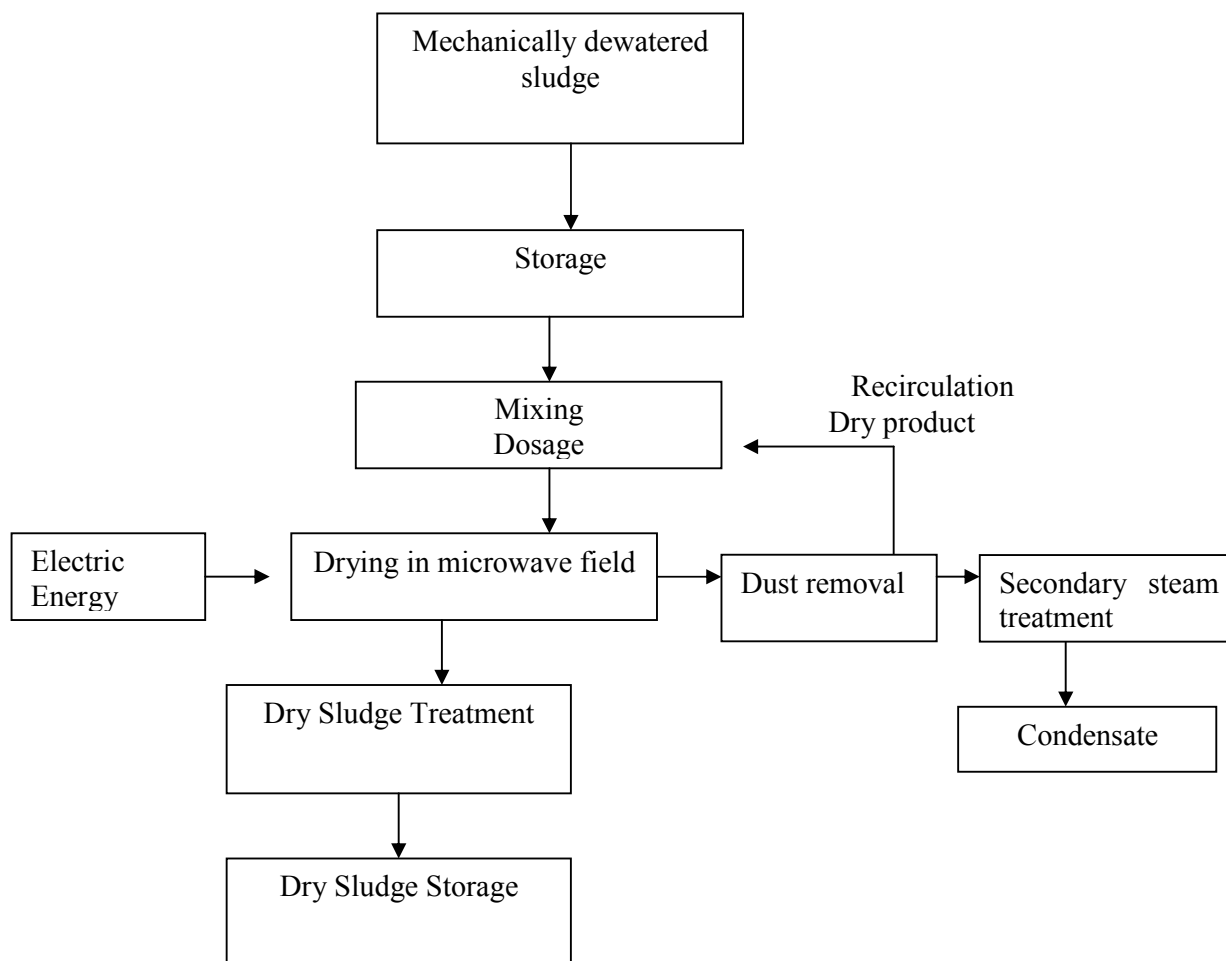 Mechanically dewatered
sludge
Storage
Recirculation
Dry product
Mixing
Dosage
Electric
Energy
Drying in microwave field
Dust removal
Secondary steam
treatment
Dry Sludge Treatment
Condensate
Dry Sludge Storage